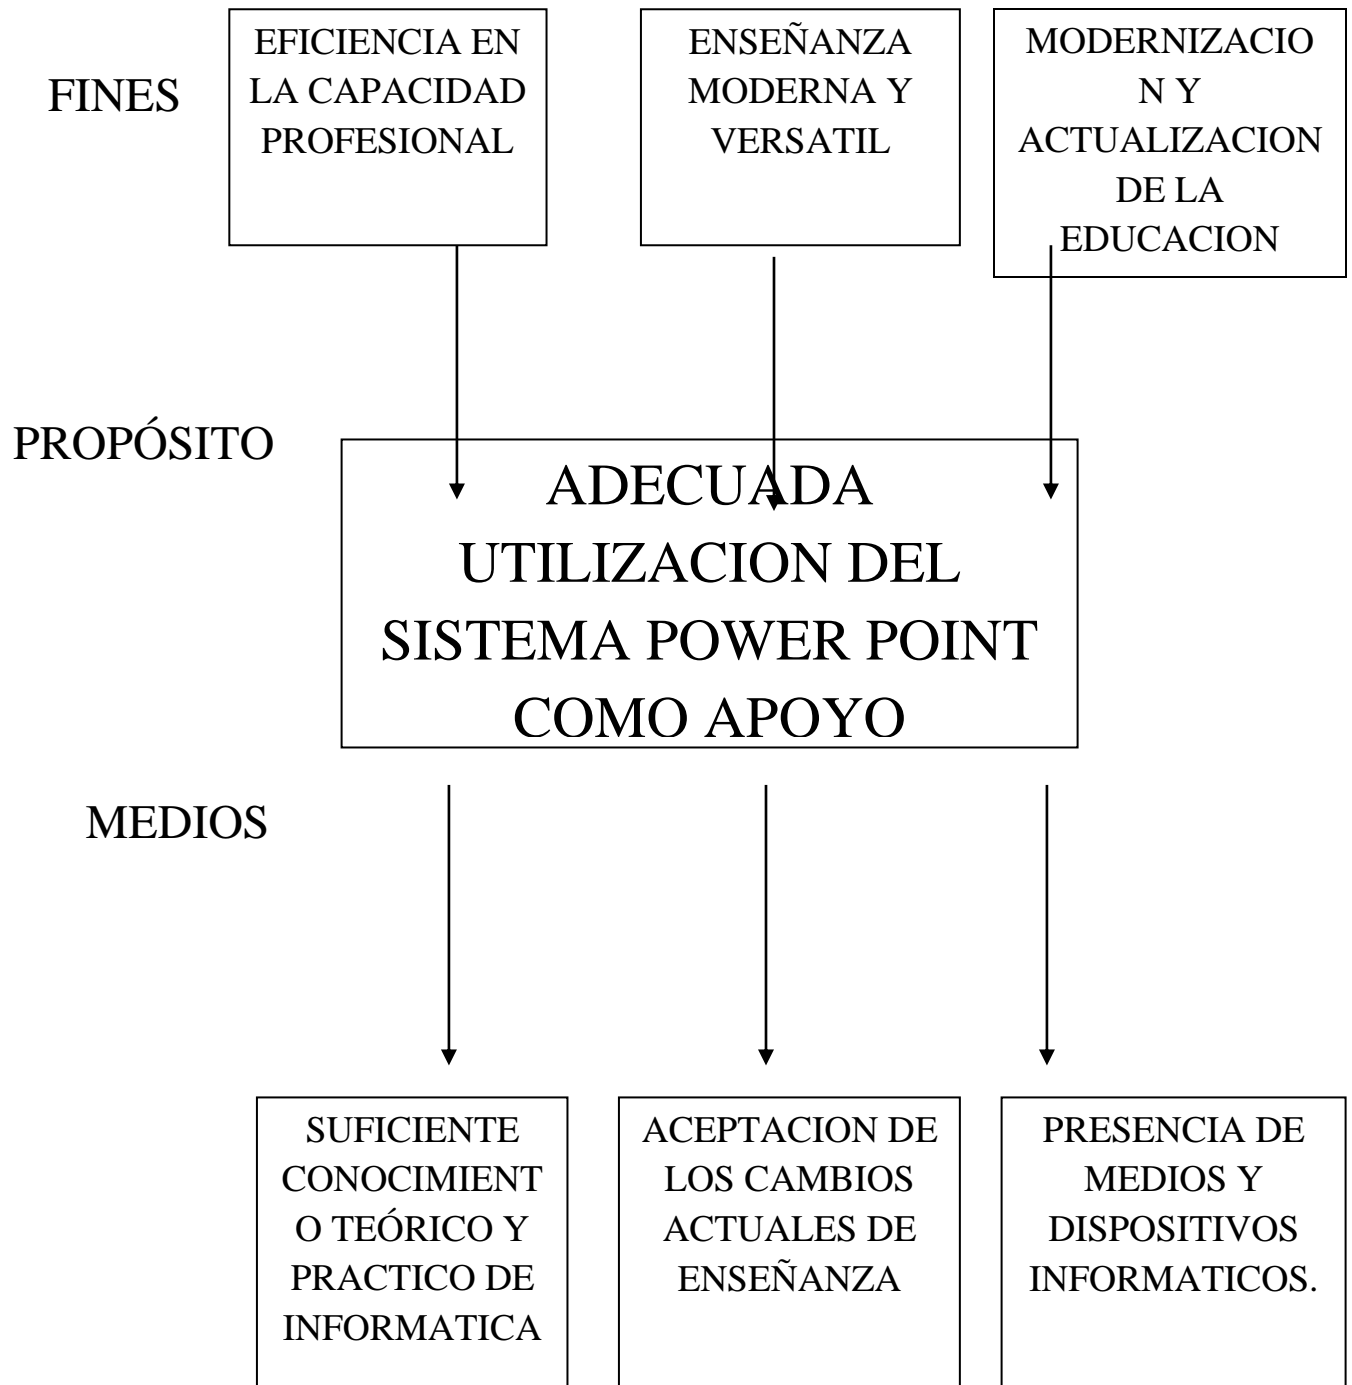 FINES
EFICIENCIA EN
LA CAPACIDAD
PROFESIONAL
ENSEÑANZA
MODERNA Y
VERSATIL
MODERNIZACIO
N Y
ACTUALIZACION
DE LA
EDUCACION
PROPÓSITO
ADECUADA
UTILIZACION DEL
SISTEMA POWER POINT
COMO APOYO
MEDIOS
SUFICIENTE
CONOCIMIENT
O TEÓRICO Y
PRACTICO DE
INFORMATICA
ACEPTACION DE
LOS CAMBIOS
ACTUALES DE
ENSEÑANZA
PRESENCIA DE
MEDIOS Y
DISPOSITIVOS
INFORMATICOS.